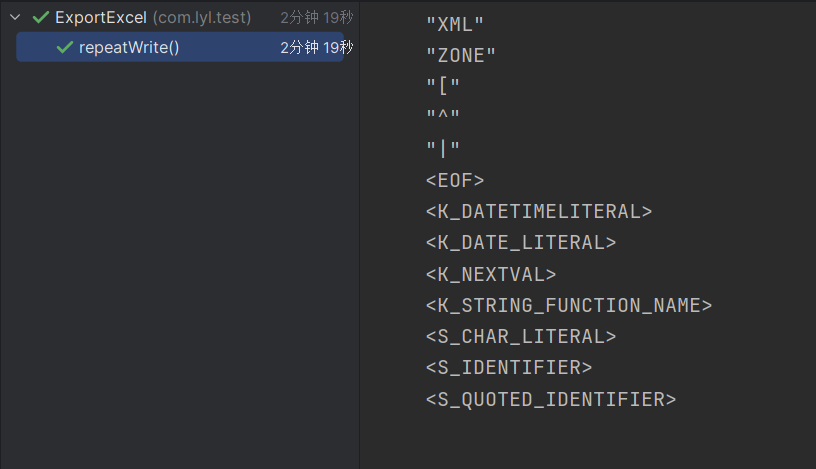 ExportExcel (com.lyl.test) 2分钟 19秒
repeatWrite() 2分钟 19秒
"XML"
"ZONE"
"["
"^"
"|"
<EOF>
<K_DATETIMELITERAL>
<K_DATE_LITERAL>
<K_NEXTVAL>
<K_STRING_FUNCTION_NAME>
<S_CHAR_LITERAL>
<S_IDENTIFIER>
<S_QUOTED_IDENTIFIER>